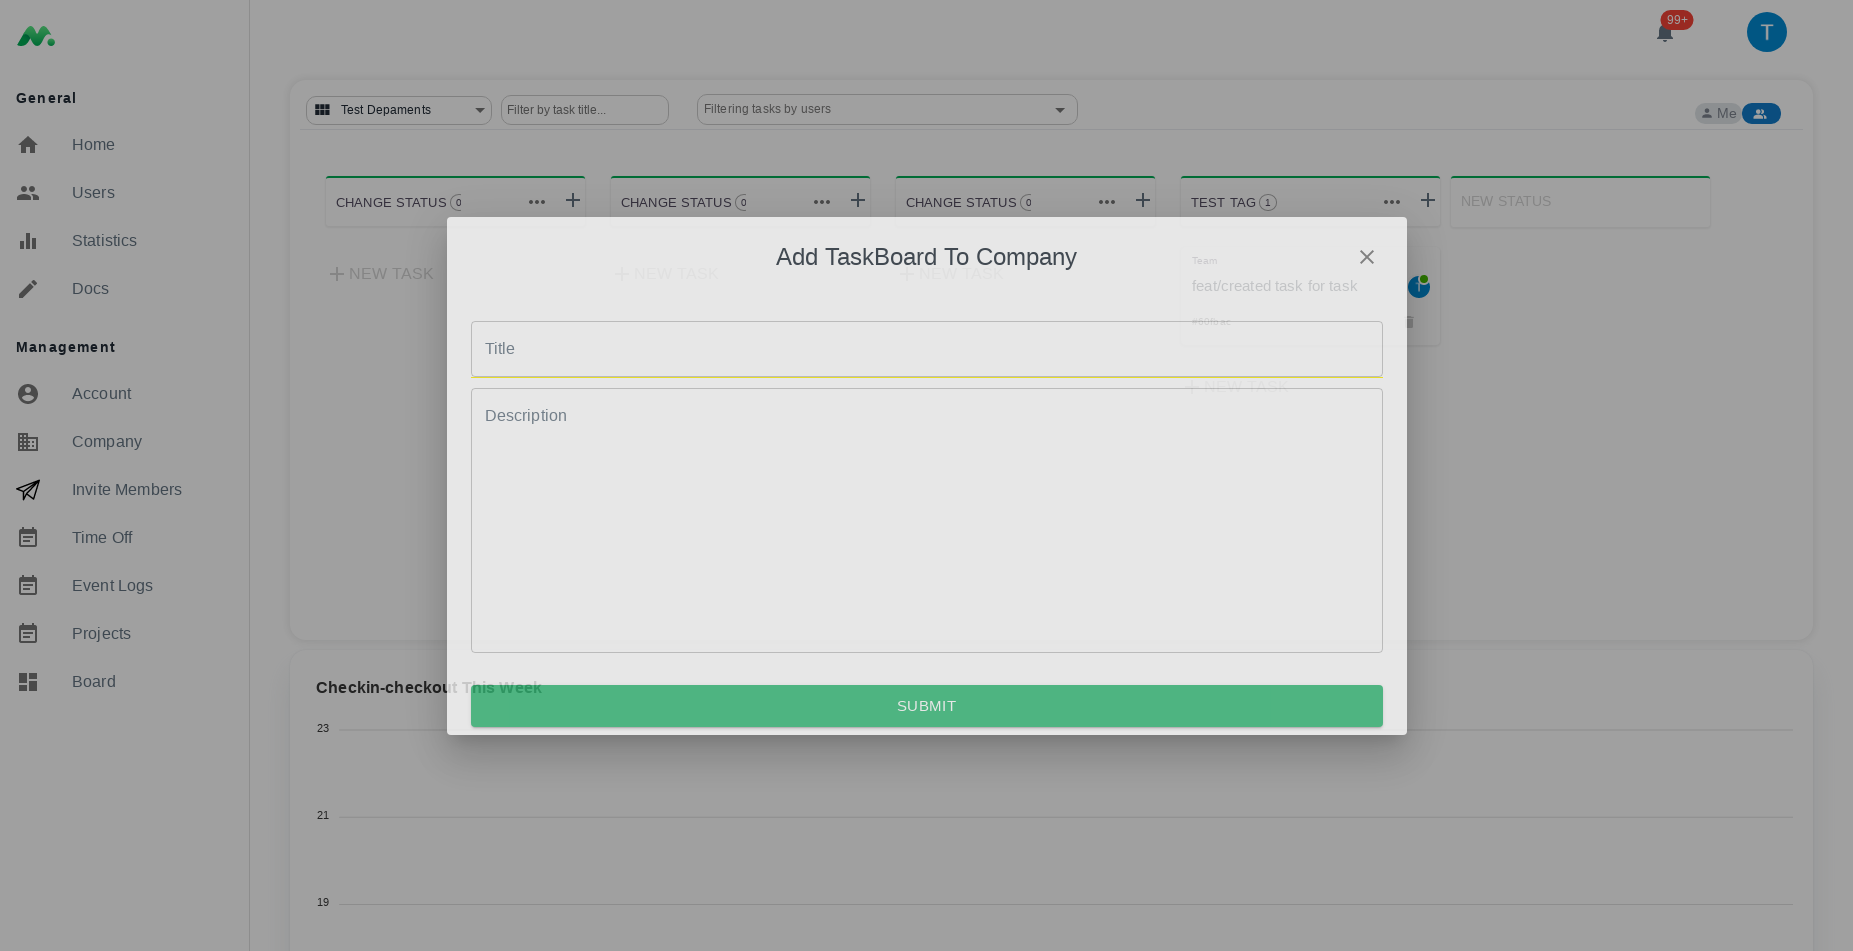 99+
T
General
Home
Users
Statistics
Docs
Management
Account
Company
Invite Members
Time Off
Event Logs
Projects
Board
Test Depaments
Filter by task title...
Filtering tasks by users
Me
CHANGE STATUS 0
CHANGE STATUS 0
CHANGE STATUS 0
TEST TAG 1
NEW STATUS
NEW TASK
NEW TASK
NEW TASK
Team
feat/created task for task
T
NEW TASK
Add TaskBoard To Company
Title
Description
SUBMIT
Checkin-checkout This Week
23
21
19